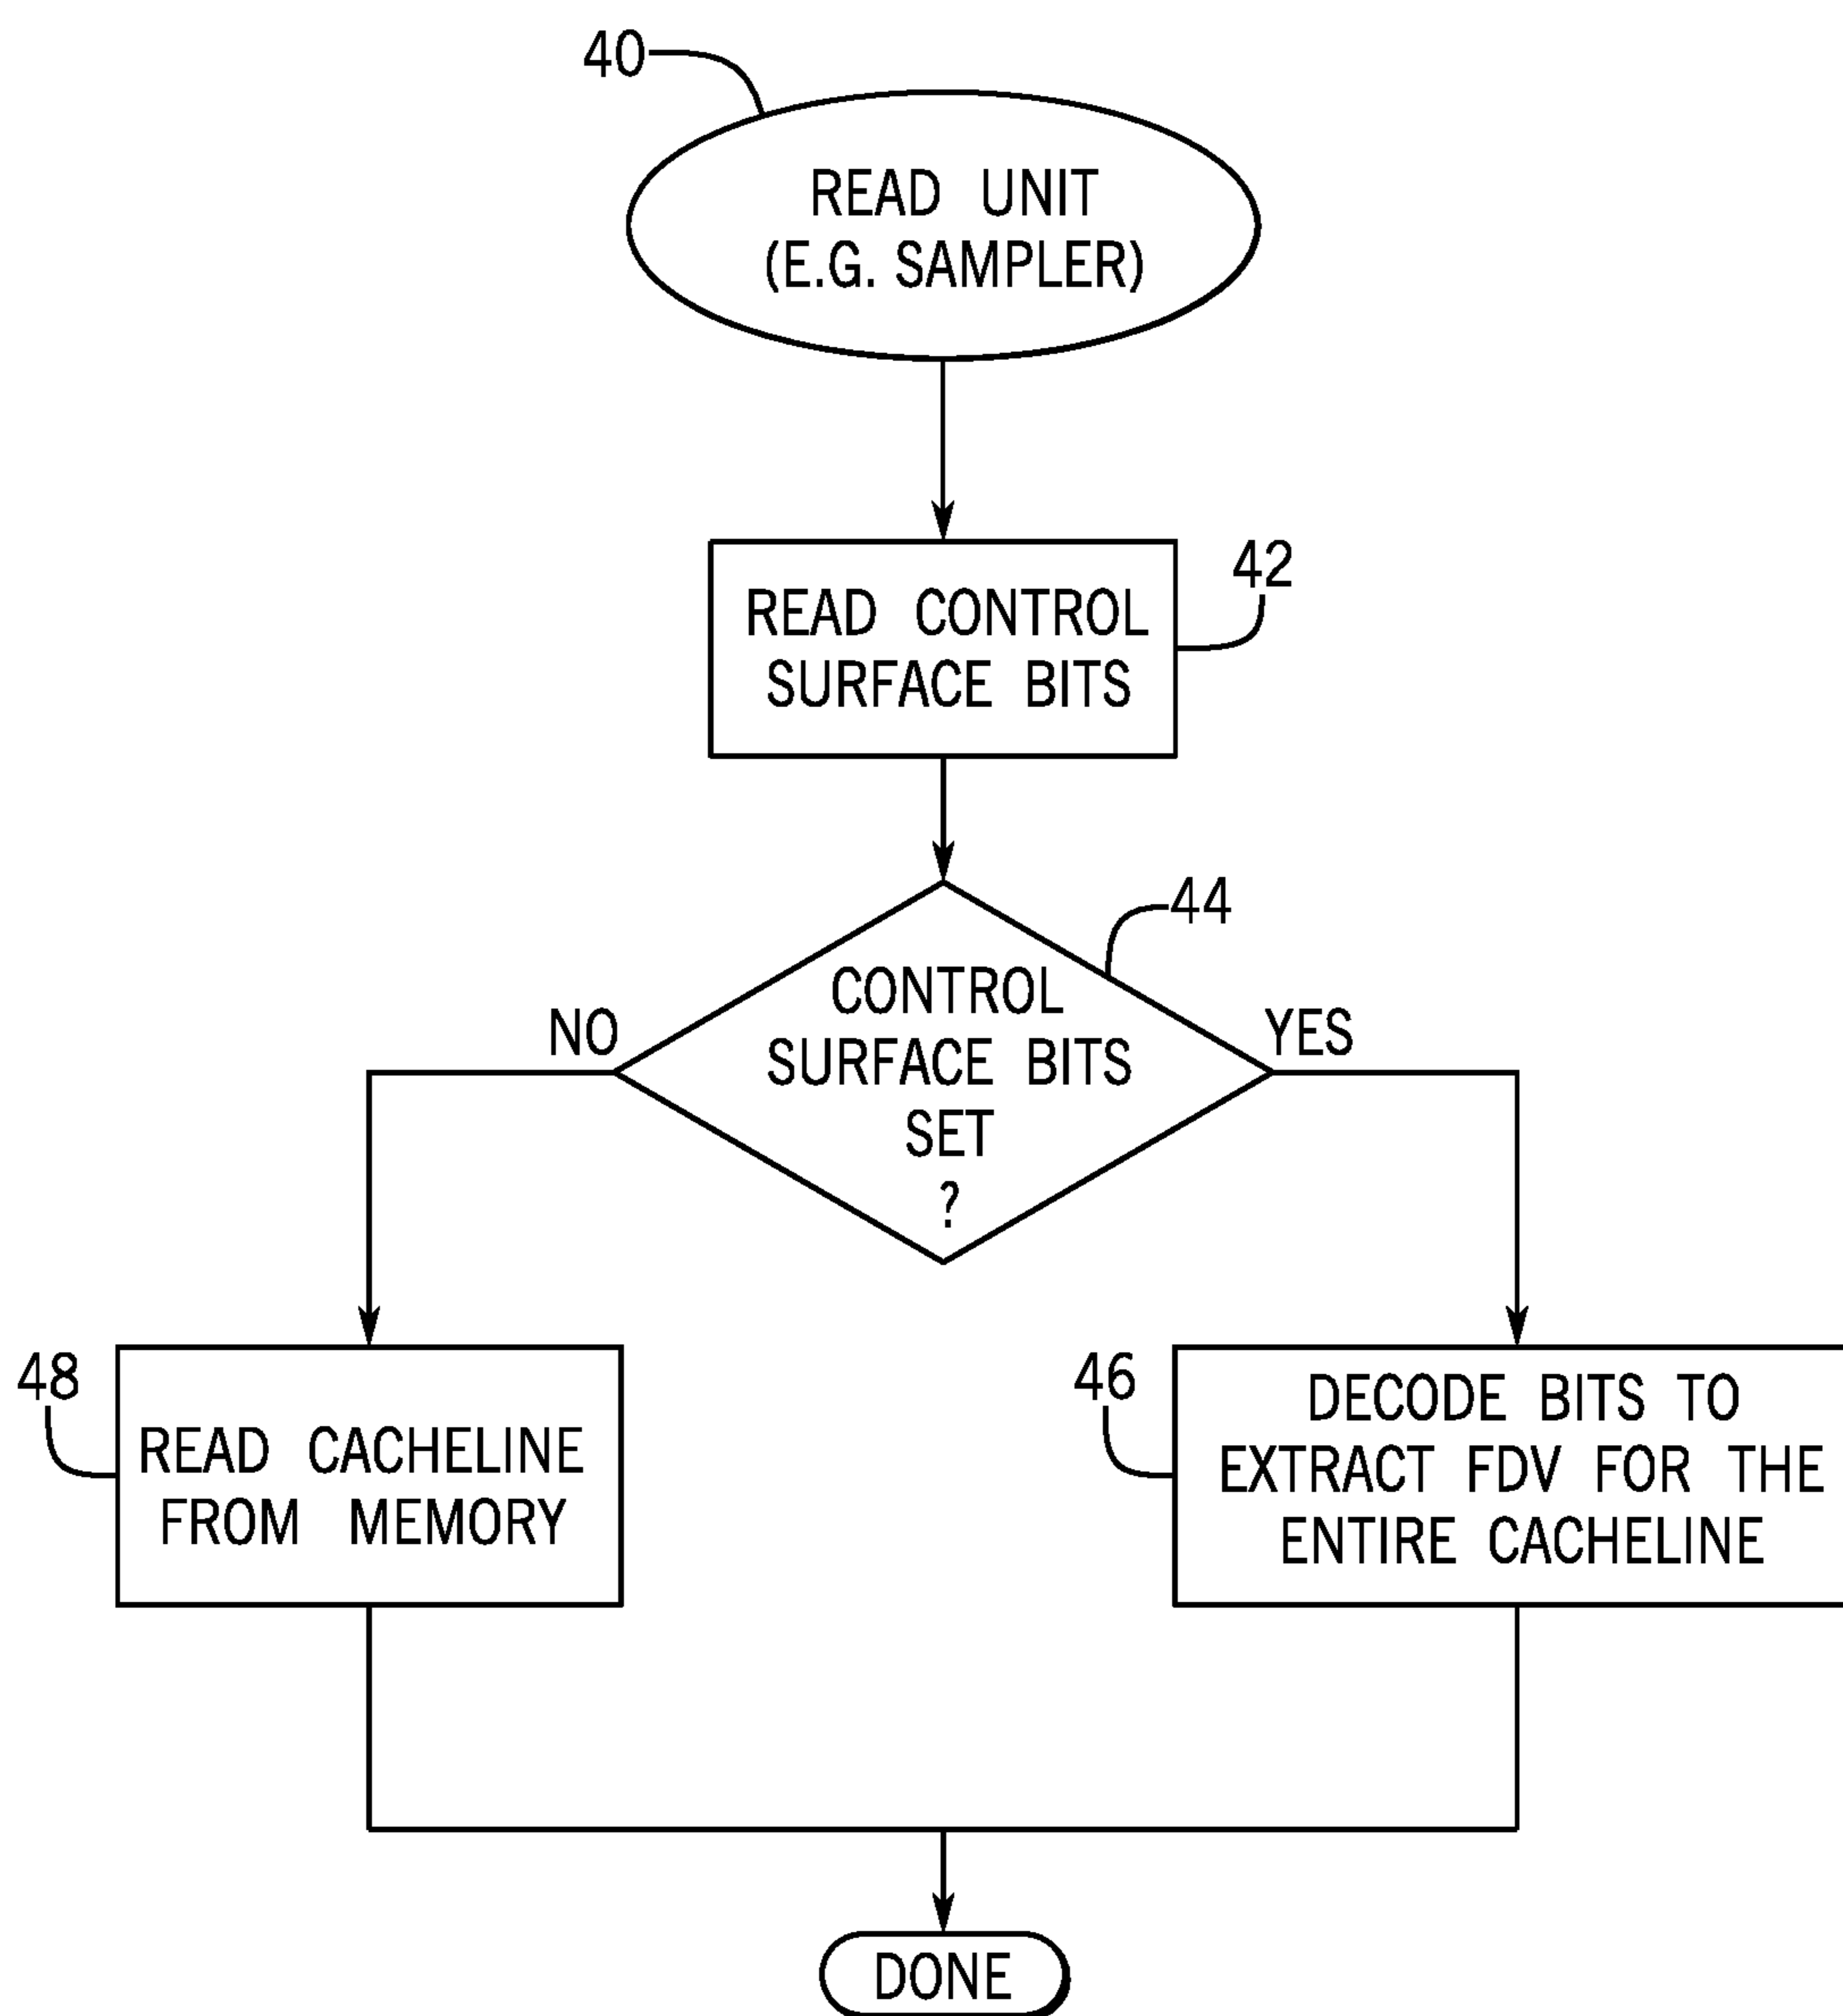 40
READ UNIT
(E.G. SAMPLER)
42
READ CONTROL
SURFACE BITS
44
CONTROL
SURFACE BITS
SET
?
NO
YES
48
READ CACHELINE
FROM MEMORY
46
DECODE BITS TO
EXTRACT FDV FOR THE
ENTIRE CACHELINE
DONE